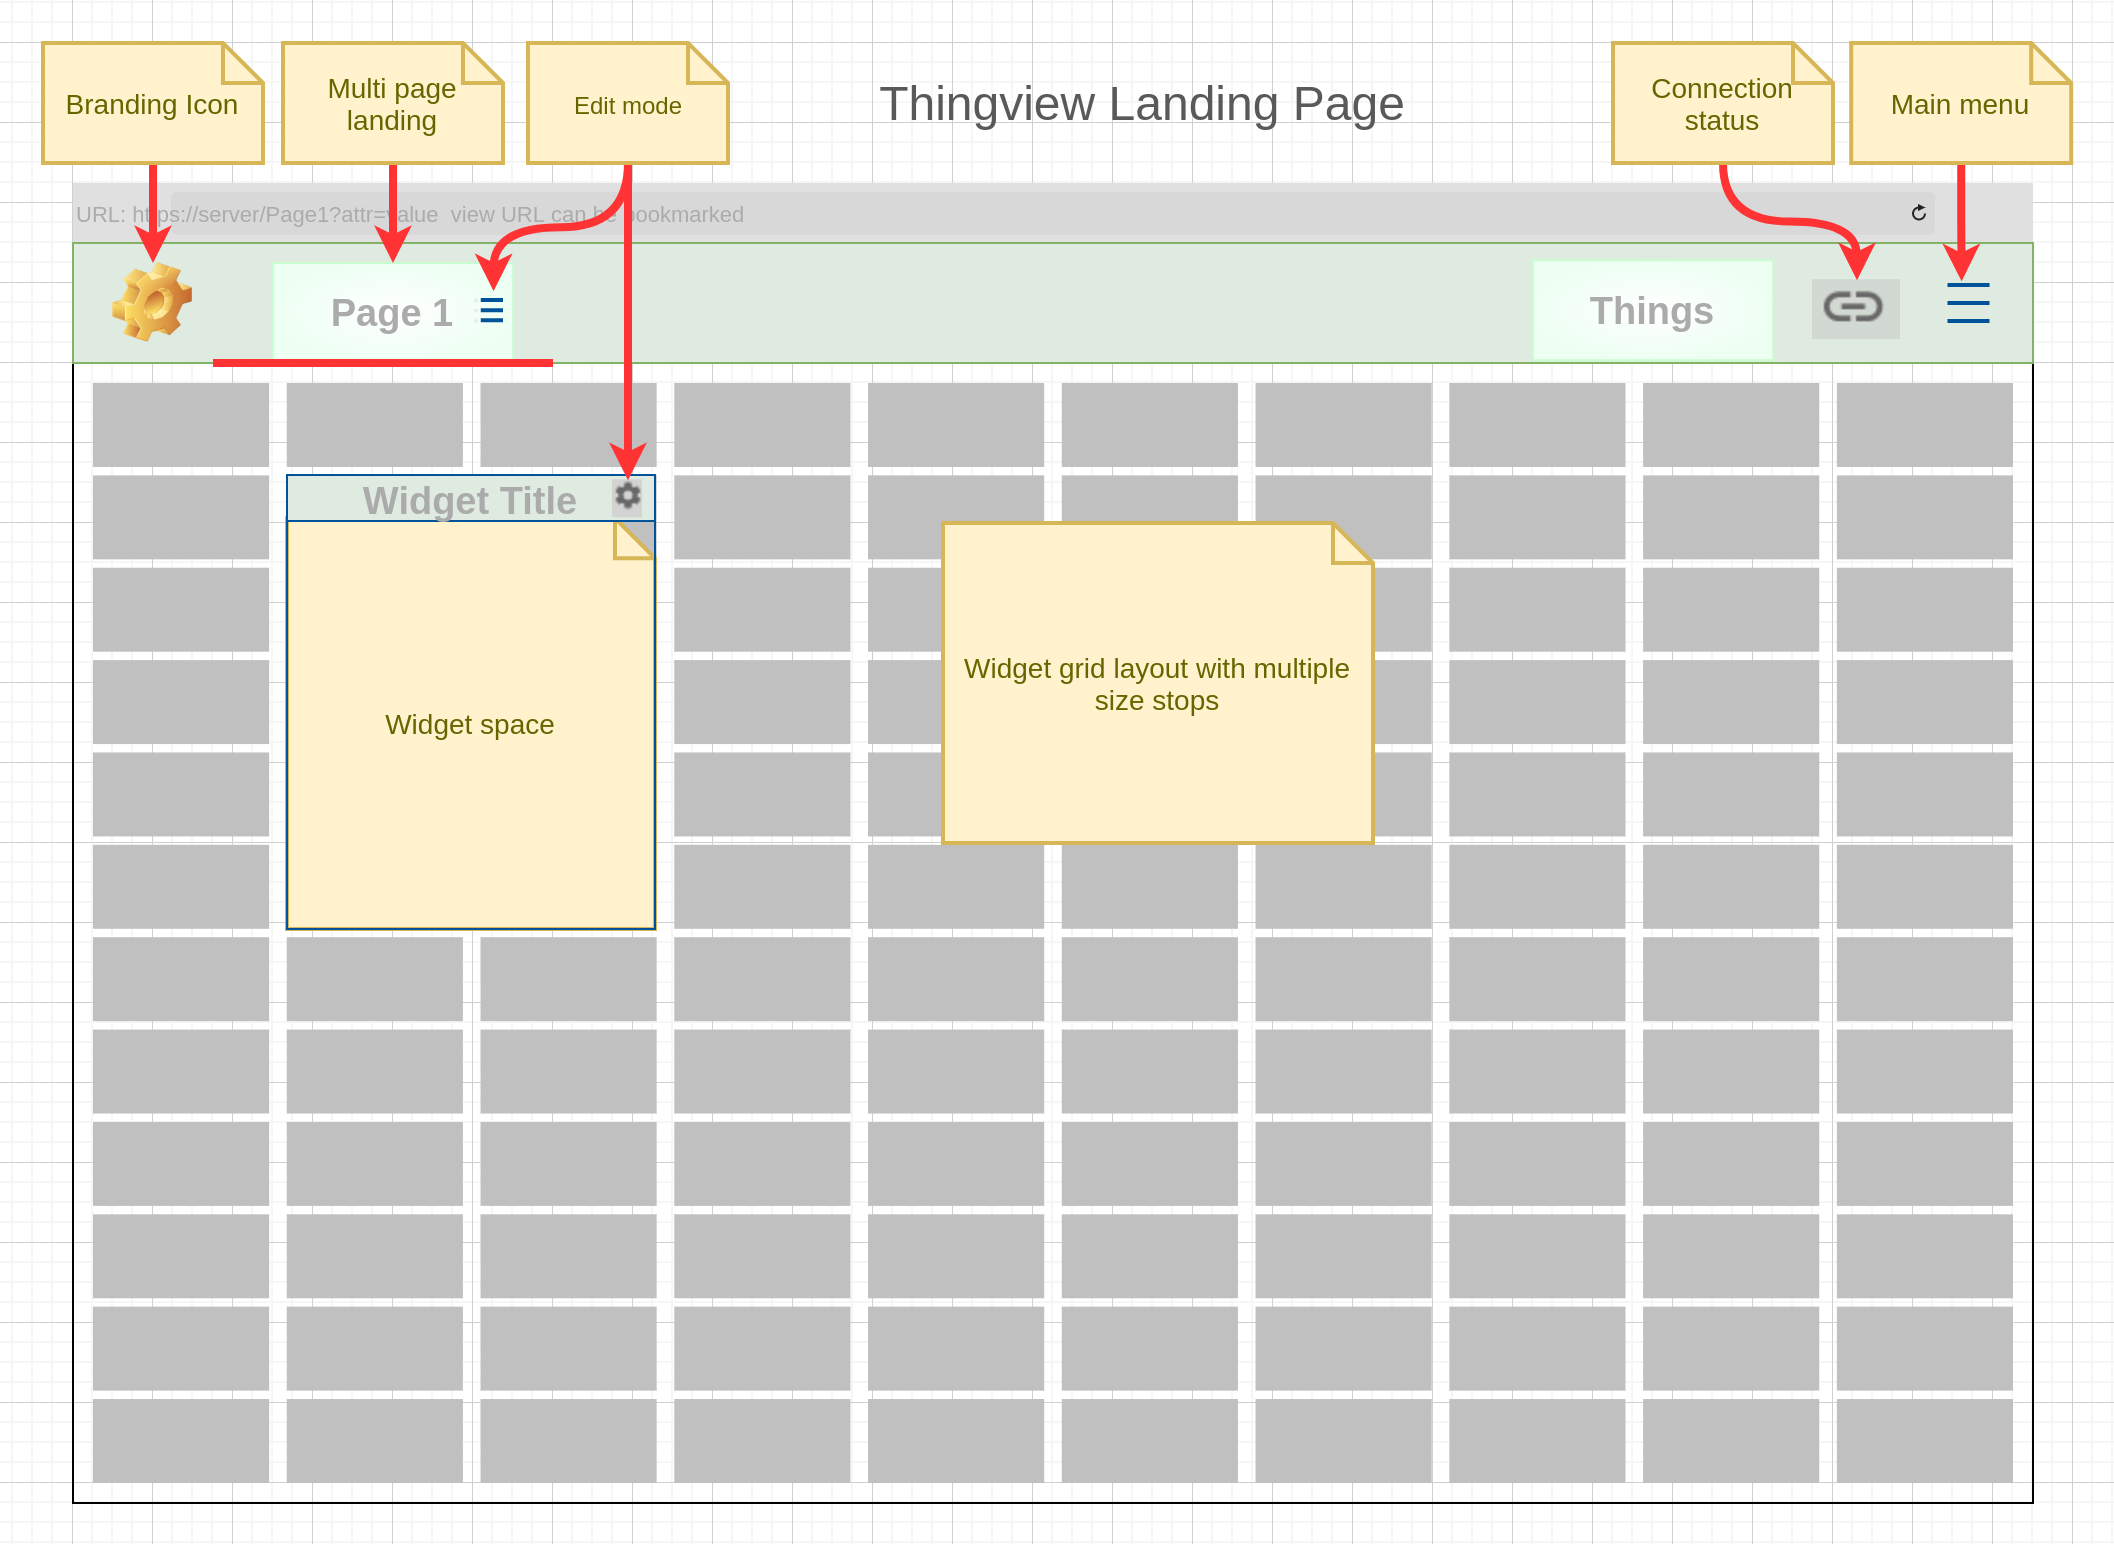 Branding Icon
Multi page
landing
Edit mode
Thingview Landing Page
Connection
status
Main menu
URL: https://server/Page1?attr=value  view URL can be bookmarked
Page 1
Things
Widget Title
Widget space
Widget grid layout with multiple
size stops